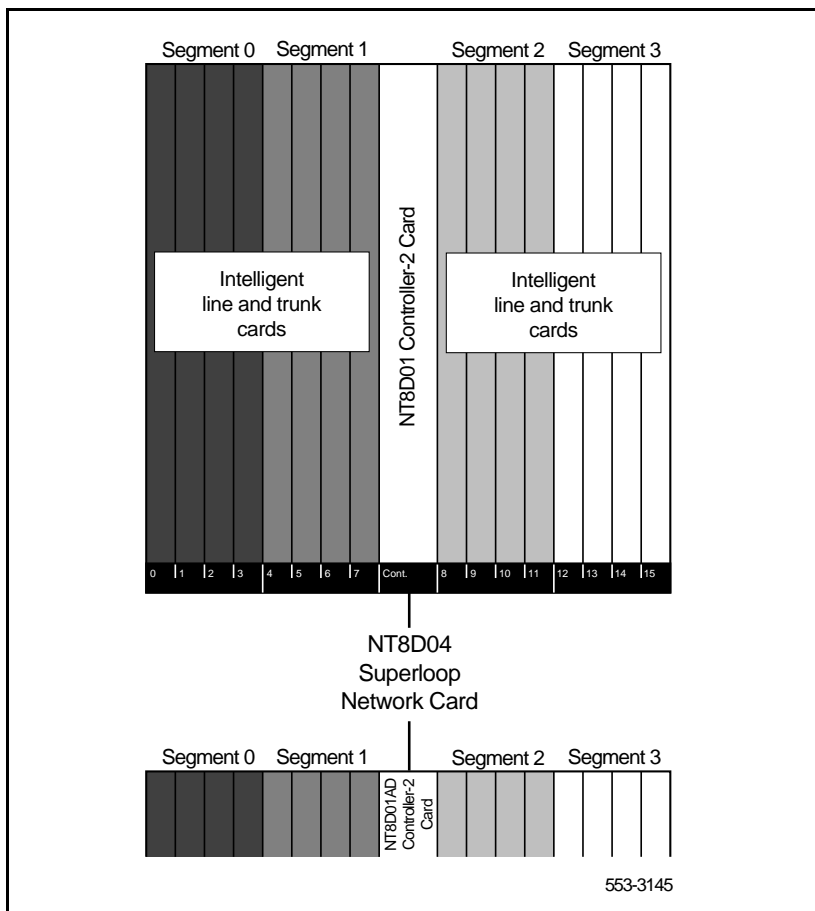 Segment 0 Segment 1 Segment 2 Segment 3
Intelligent
line and trunk
cards
NT8D01 Controller-2 Card
Intelligent
line and trunk
cards
0 1 2 3 4 5 6 7 Cont. 8 9 10 11 12 13 14 15
NT8D04
Superloop
Network Card
Segment 0 Segment 1 Segment 2 Segment 3
NT8D01AD
Controller-2
Card
553-3145